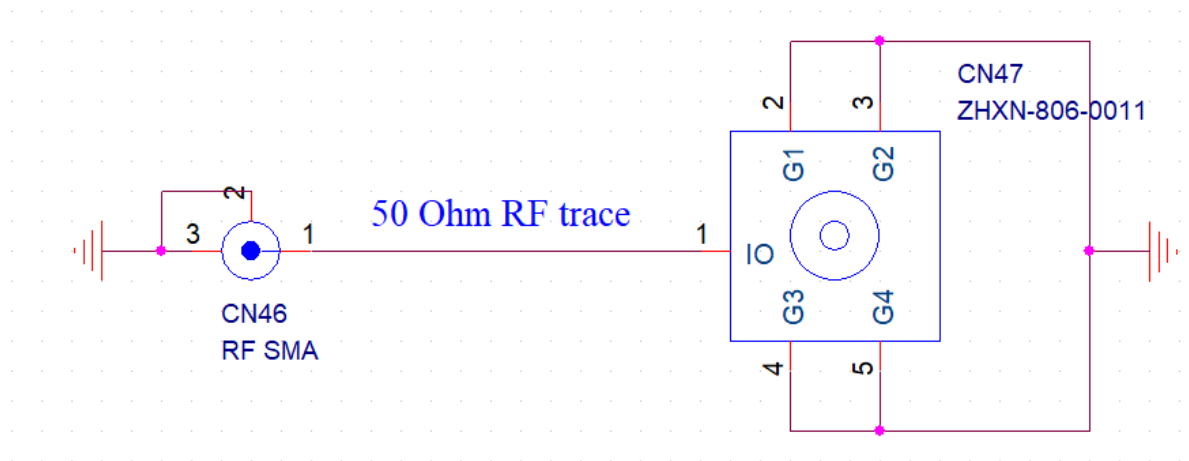 CN47
ZHXN-806-0011
2
3
G1
G2
2
50 Ohm RF trace
3
1
1
IO
CN46
RF SMA
G3
G4
4
5